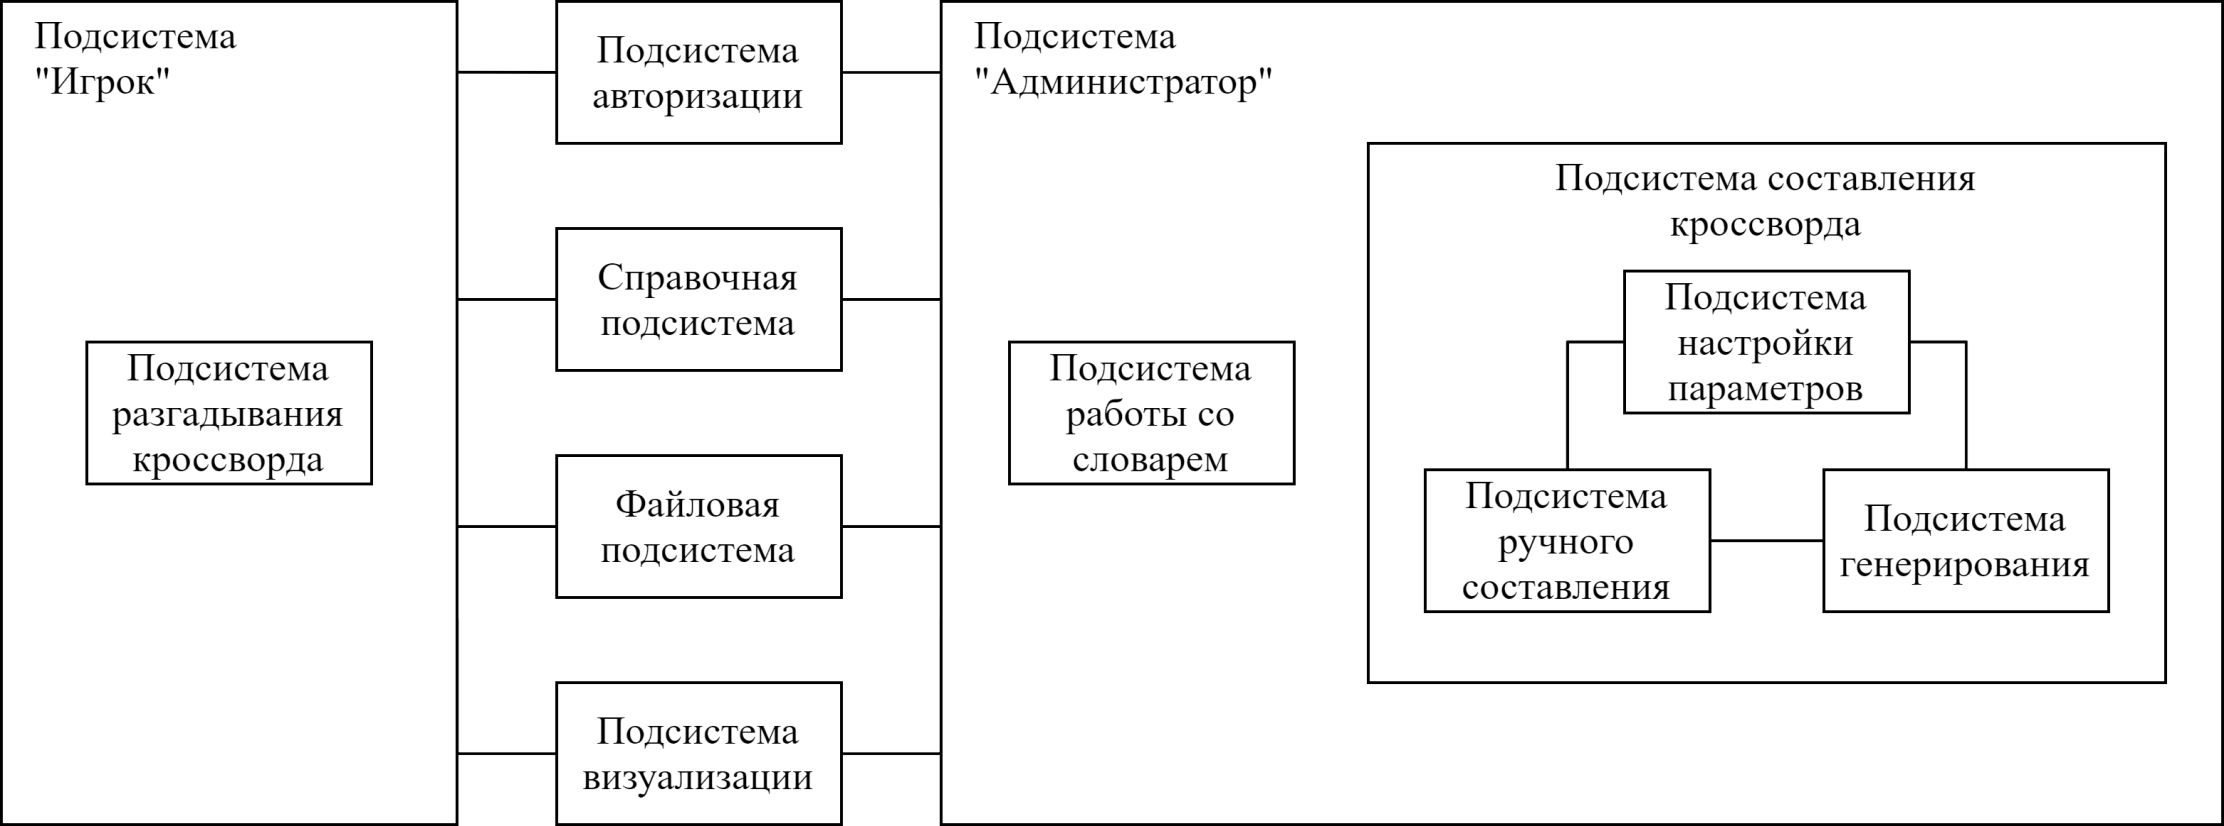 Подсистема
"Игрок"
Подсистема
разгадывания
кроссворда
Подсистема
авторизации
Справочная
подсистема
Файловая
подсистема
Подсистема
визуализации
Подсистема
"Администратор"
Подсистема
работы со
словарем
Подсистема составления
кроссворда
Подсистема
настройки
параметров
Подсистема
ручного
составления
Подсистема
генерирования